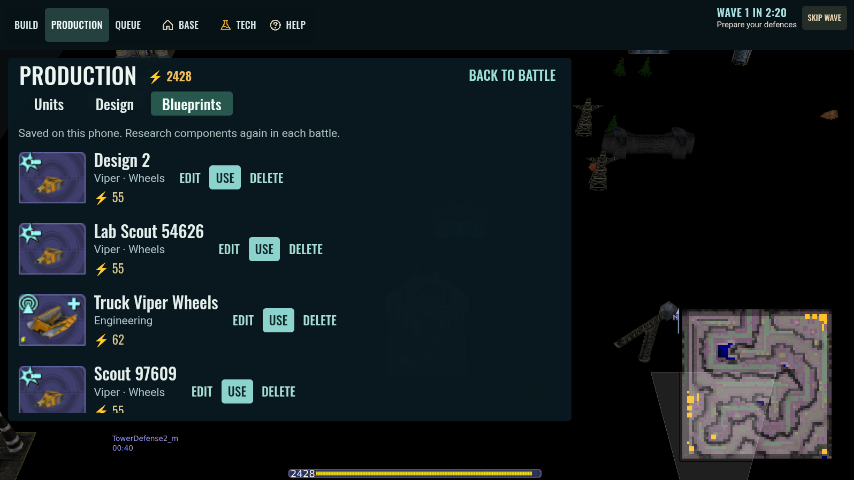 BUILD PRODUCTION QUEUE BASE TECH HELP
WAVE 1 IN 2:20
Prepare your defences
SKIP WAVE
PRODUCTION 2428 BACK TO BATTLE
Units Design Blueprints
Saved on this phone. Research components again in each battle.
Design 2
Viper · Wheels
55
EDIT USE DELETE
Lab Scout 54626
Viper · Wheels
55
EDIT USE DELETE
Truck Viper Wheels
Engineering
62
EDIT USE DELETE
Scout 97609
Viper · Wheels
55
EDIT USE DELETE
N
TowerDefense2_m
00:40
2428